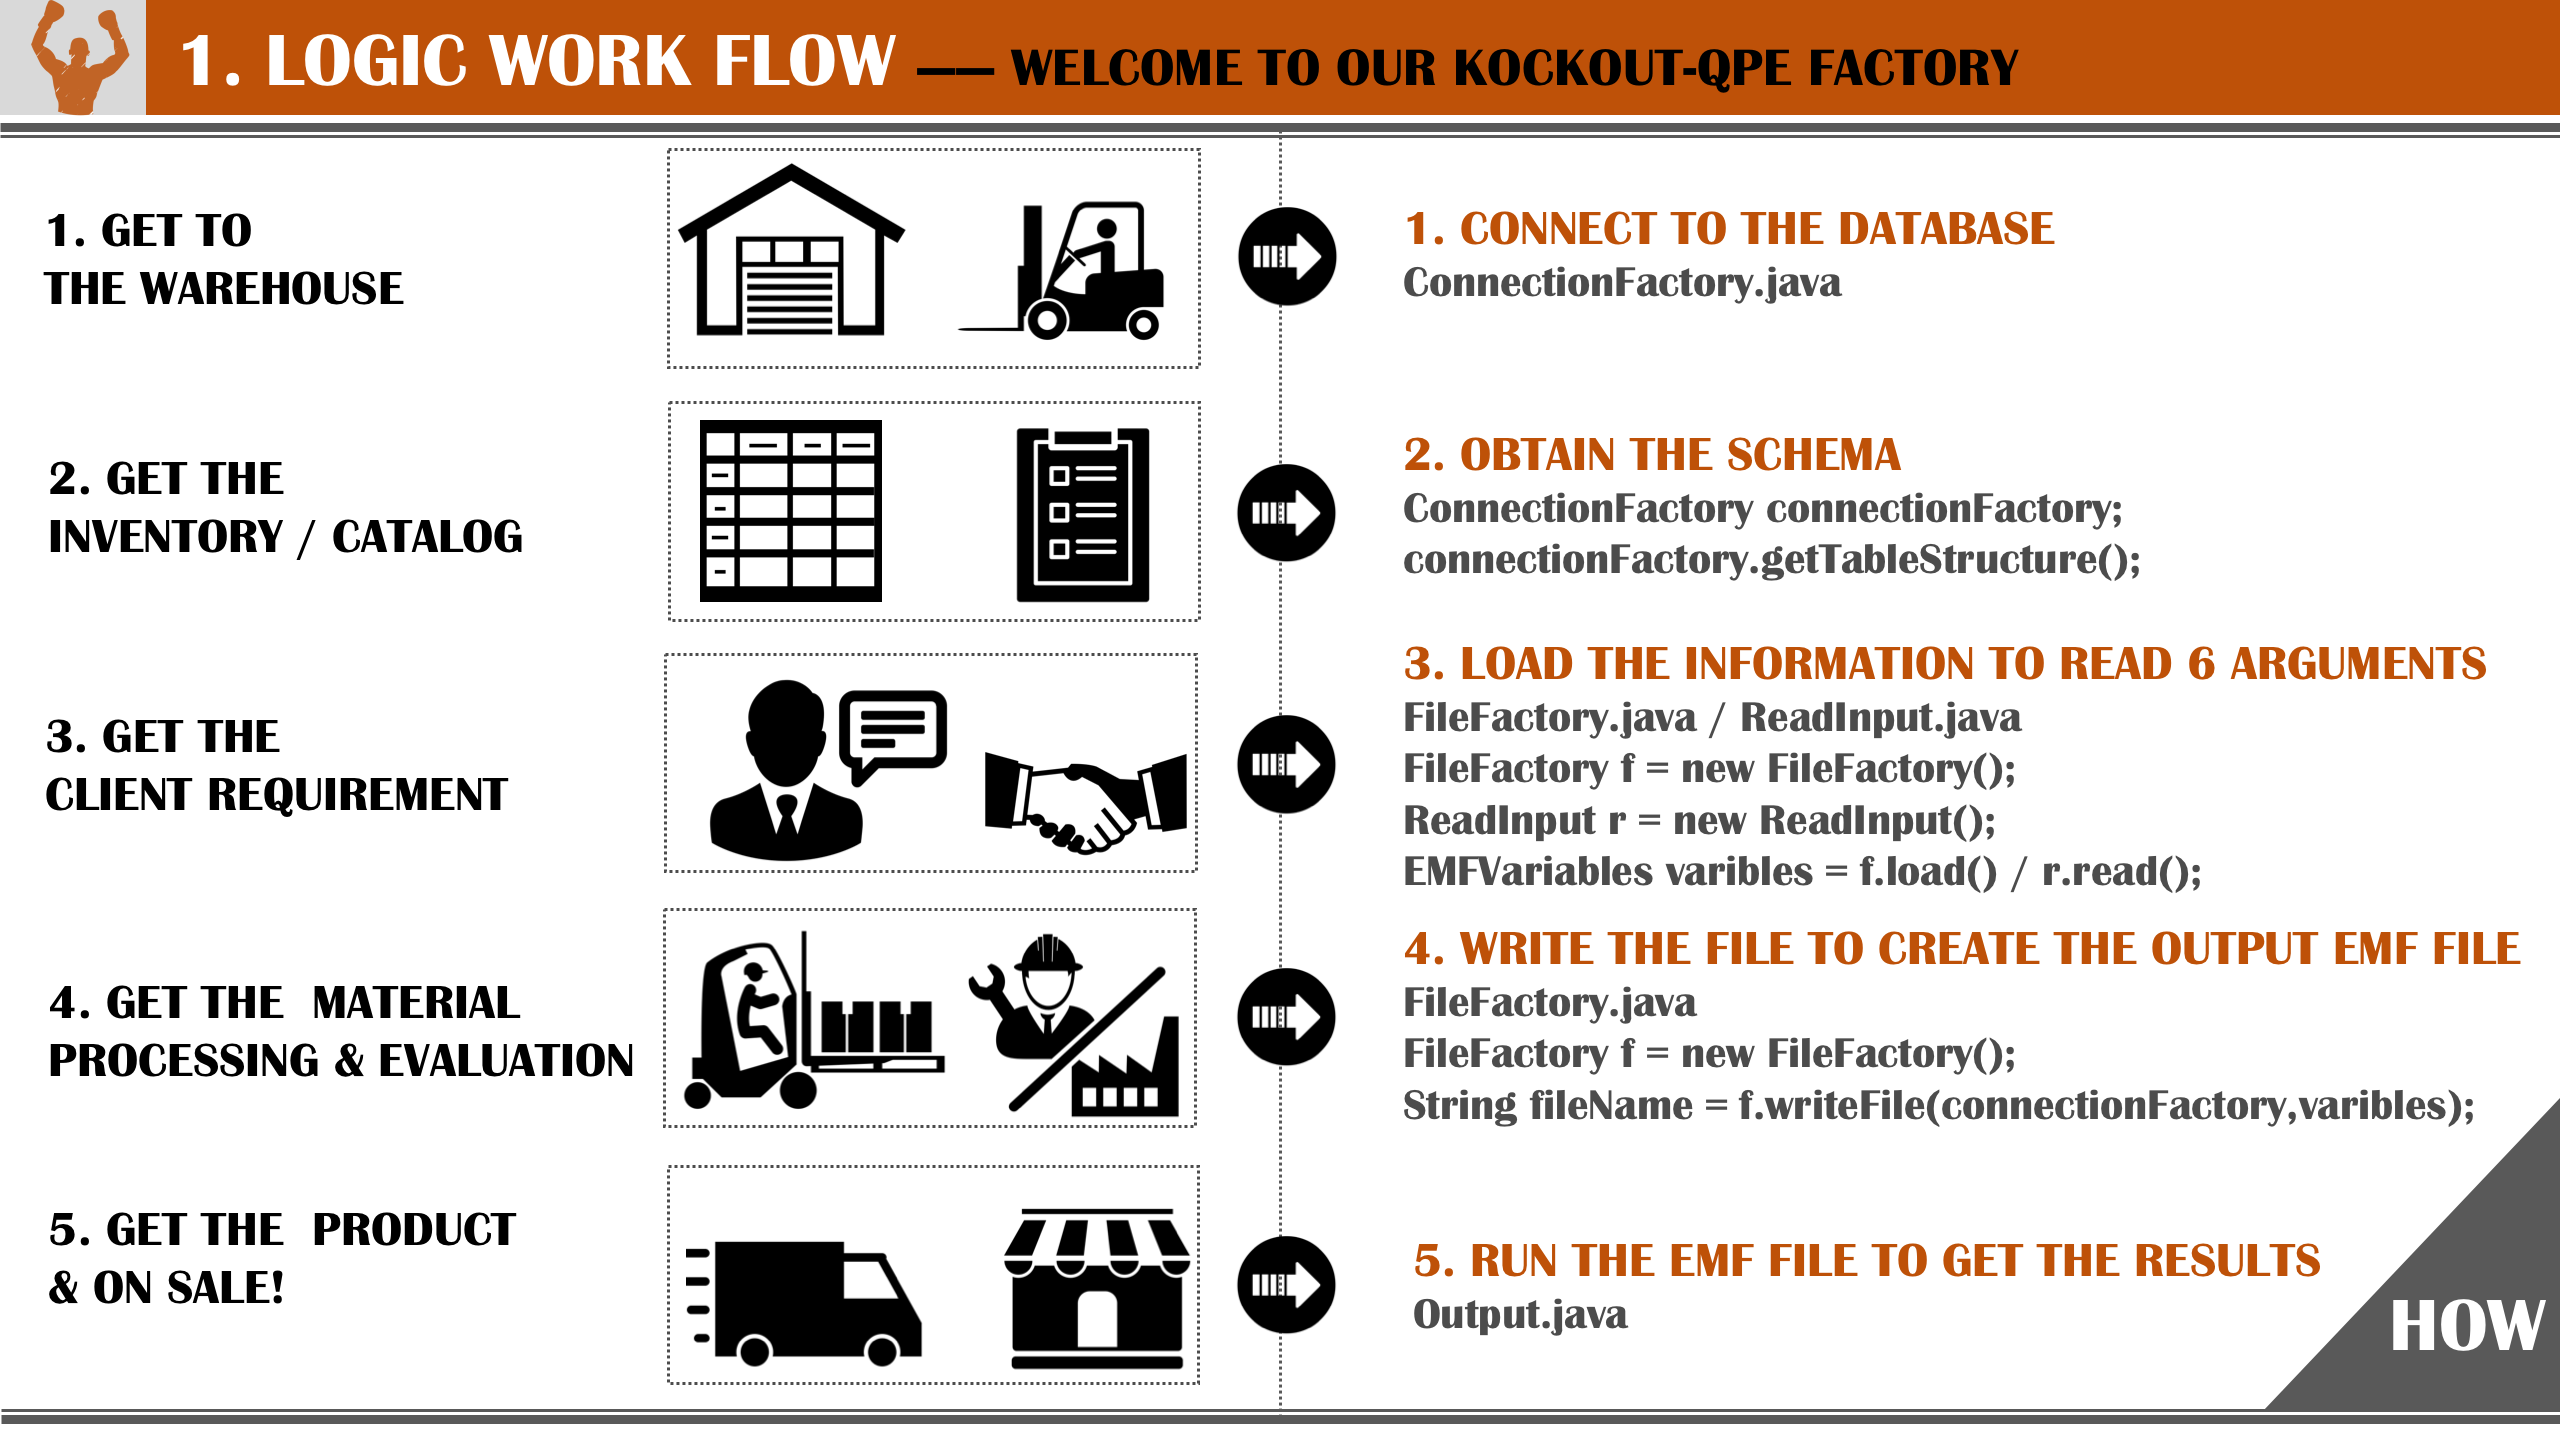 1. LOGIC WORK FLOW —— WELCOME TO OUR KOCKOUT-QPE FACTORY
1. GET TO
THE WAREHOUSE
1. CONNECT TO THE DATABASE
ConnectionFactory.java
2. GET THE
INVENTORY / CATALOG
2. OBTAIN THE SCHEMA
ConnectionFactory connectionFactory;
connectionFactory.getTableStructure();
3. GET THE
CLIENT REQUIREMENT
3. LOAD THE INFORMATION TO READ 6 ARGUMENTS
FileFactory.java / ReadInput.java
FileFactory f = new FileFactory();
ReadInput r = new ReadInput();
EMFVariables varibles = f.load() / r.read();
4. GET THE  MATERIAL
PROCESSING & EVALUATION
4. WRITE THE FILE TO CREATE THE OUTPUT EMF FILE
FileFactory.java
FileFactory f = new FileFactory();
String fileName = f.writeFile(connectionFactory,varibles);
5. GET THE  PRODUCT
& ON SALE!
5. RUN THE EMF FILE TO GET THE RESULTS
Output.java
HOW